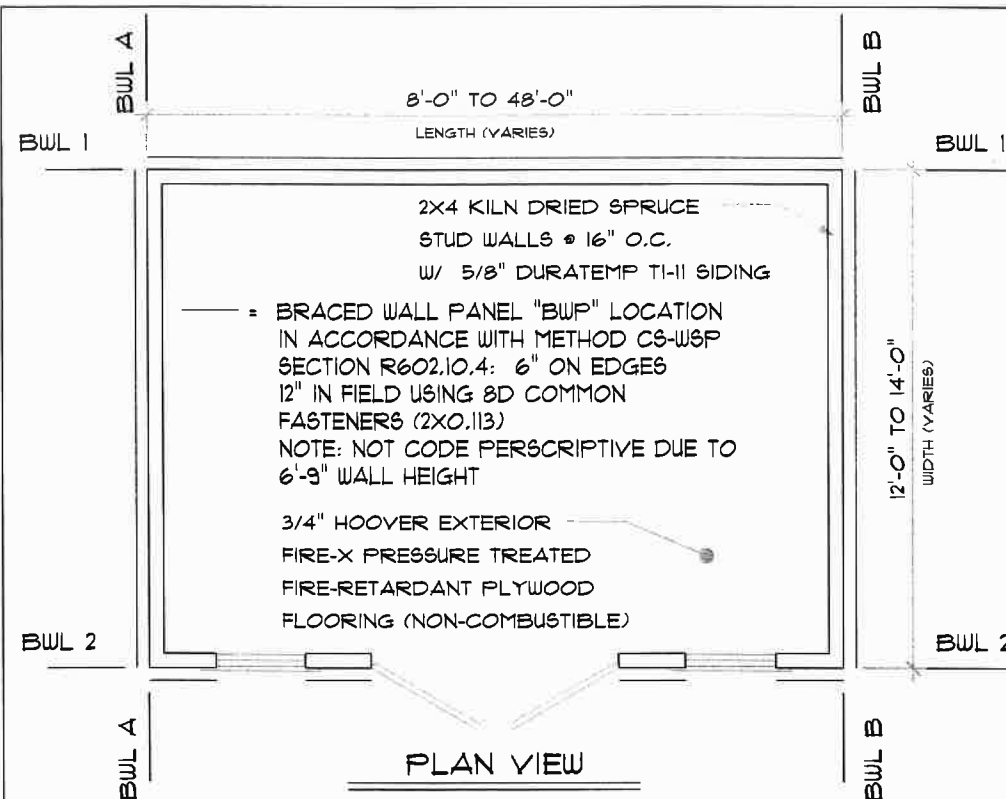 BWL A
BWL B
8'-0" TO 48'-0"
LENGTH (VARIES)
BWL 1
BWL 1
2X4 KILN DRIED SPRUCE
STUD WALLS @ 16" O.C.
W/ 5/8" DURATEMP T1-11 SIDING
= BRACED WALL PANEL "BWP" LOCATION
IN ACCORDANCE WITH METHOD CS-WSP
SECTION R602.10.4: 6" ON EDGES
12" IN FIELD USING 8D COMMON
FASTENERS (2X0.113)
NOTE: NOT CODE PERSCRIPTIVE DUE TO
6'-9" WALL HEIGHT
12'-0" TO 14'-0"
WIDTH (VARIES)
3/4" HOOVER EXTERIOR
FIRE-X PRESSURE TREATED
FIRE-RETARDANT PLYWOOD
FLOORING (NON-COMBUSTIBLE)
BWL 2
BWL 2
BWL A
BWL B
PLAN VIEW